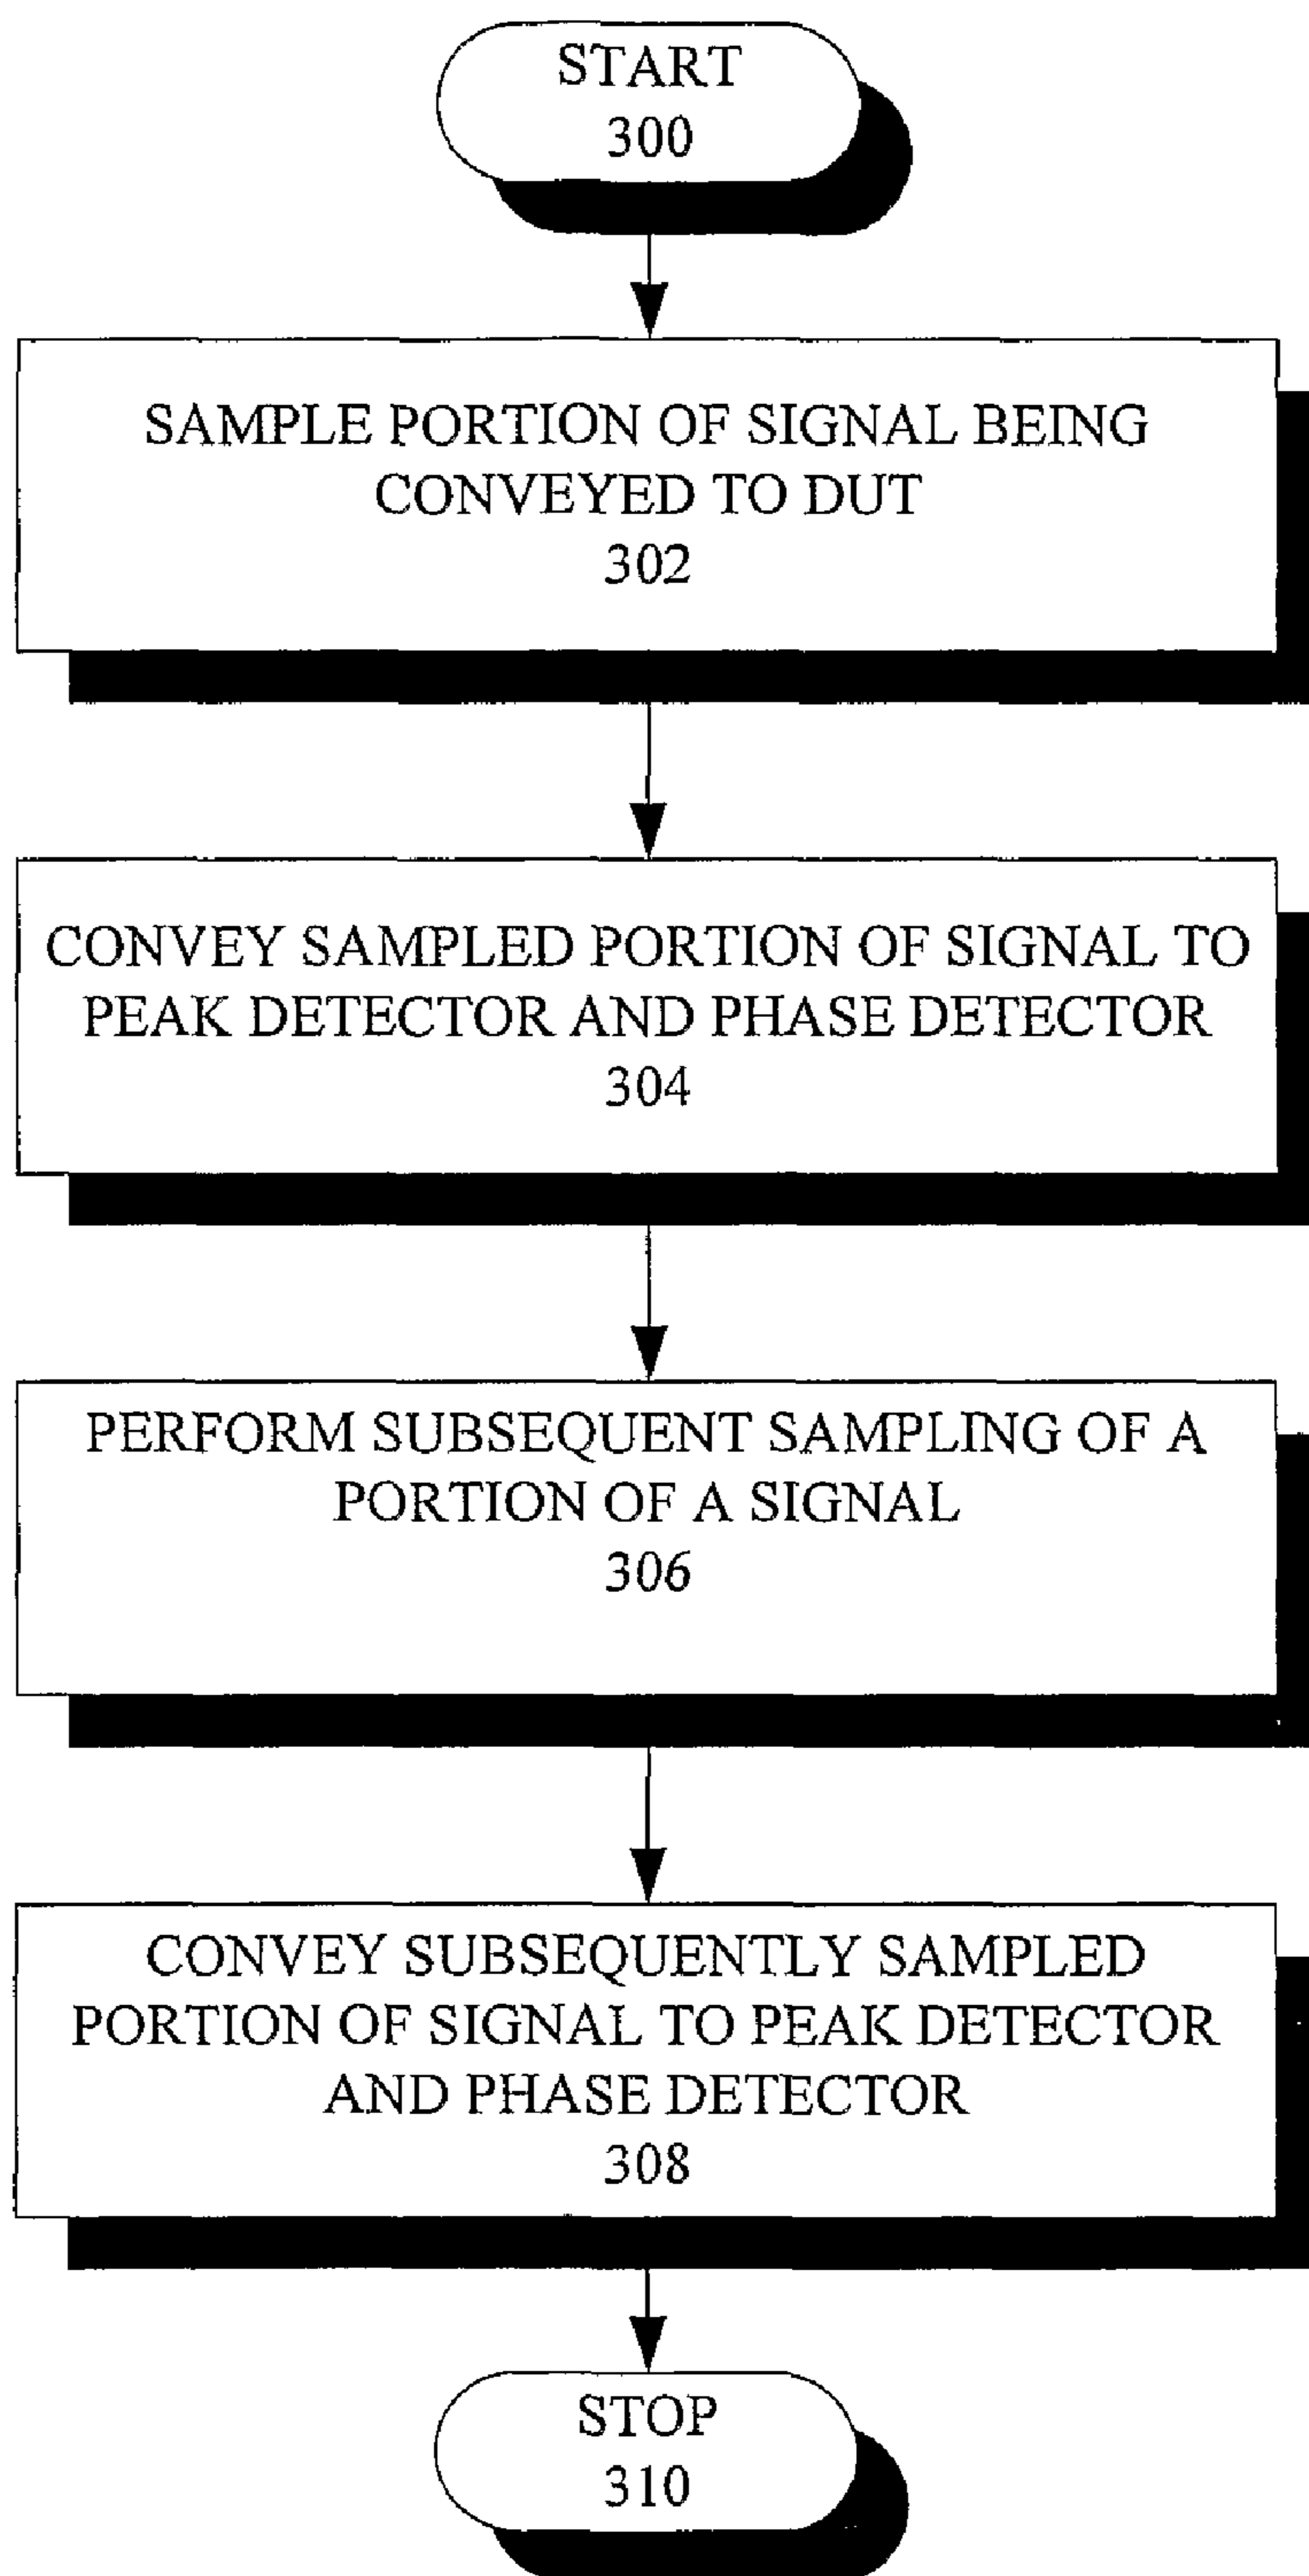 START
300
SAMPLE PORTION OF SIGNAL BEING
CONVEYED TO DUT
302
CONVEY SAMPLED PORTION OF SIGNAL TO
PEAK DETECTOR AND PHASE DETECTOR
304
PERFORM SUBSEQUENT SAMPLING OF A
PORTION OF A SIGNAL
306
CONVEY SUBSEQUENTLY SAMPLED
PORTION OF SIGNAL TO PEAK DETECTOR
AND PHASE DETECTOR
308
STOP
310